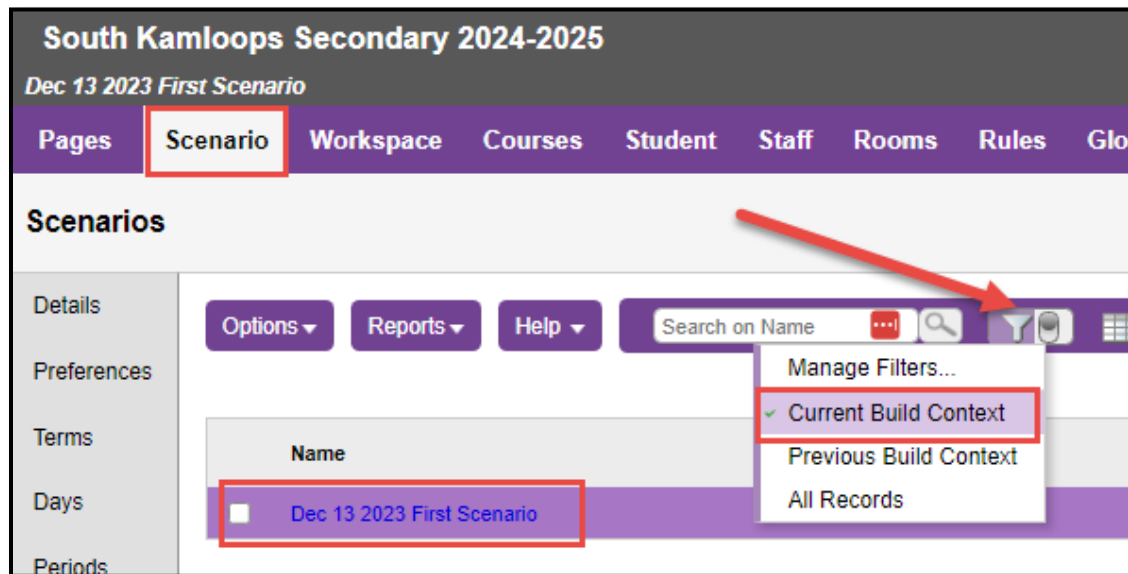 South Kamloops Secondary 2024-2025
Dec 13 2023 First Scenario
Pages Scenario Workspace Courses Student Staff Rooms Rules Glo
Scenarios
Details
Options Reports Help Search on Name
Manage Filters...
Preferences
Current Build Context
Terms
Name
Previous Build Context
Days
All Records
Dec 13 2023 First Scenario
Periods